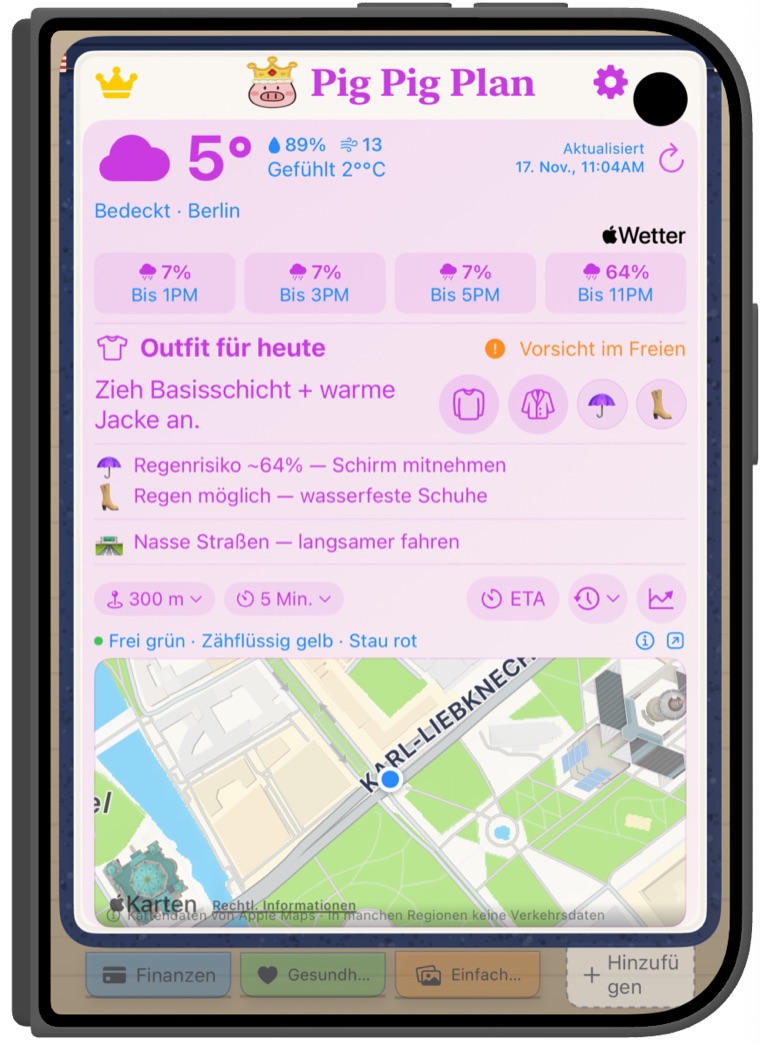 Pig Pig Plan
5° 89% 13
Gefühlt 2°°C
Aktualisiert
17. Nov., 11:04AM
Bedeckt · Berlin
Wetter
7% 7% 7% 64%
Bis 1PM Bis 3PM Bis 5PM Bis 11PM
Outfit für heute
! Vorsicht im Freien
Zieh Basisschicht + warme
Jacke an.
Regenrisiko ~64% — Schirm mitnehmen
Regen möglich — wasserfeste Schuhe
Nasse Straßen — langsamer fahren
300 m 5 Min. ETA
Frei grün · Zähflüssig gelb · Stau rot
KARL-LIEBKNECH
el
Karten Rechtl. Informationen
Kartendaten von Apple Maps · In manchen Regionen keine Verkehrsdaten
Finanzen Gesundh... Einfach... + Hinzufü
gen